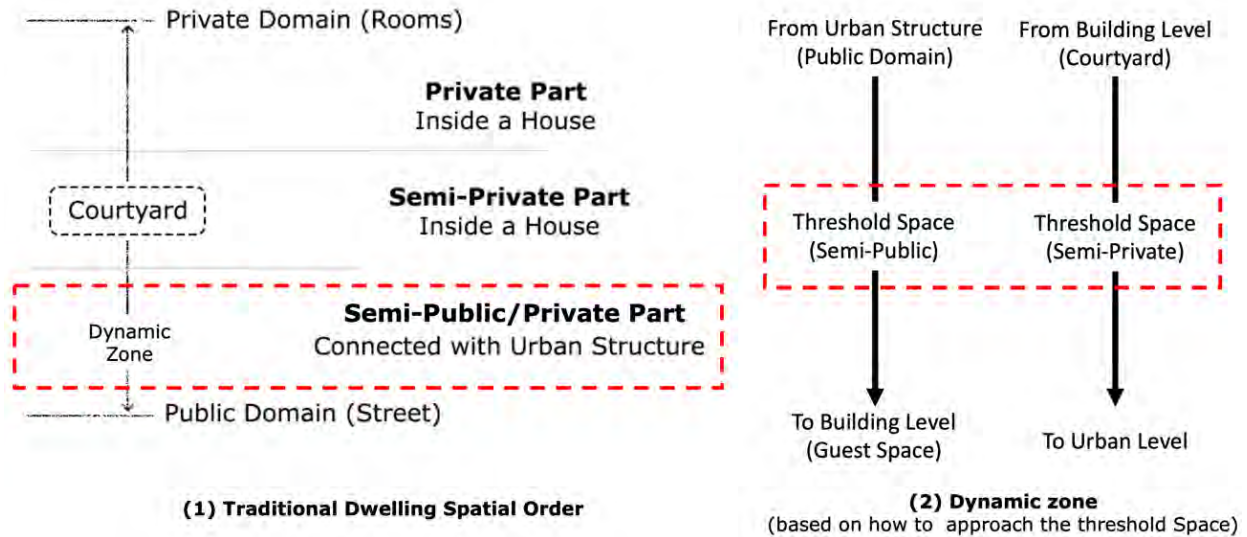 Private Domain (Rooms)
Private Part
Inside a House
Courtyard
Semi-Private Part
Inside a House
Dynamic
Zone
Semi-Public/Private Part
Connected with Urban Structure
Public Domain (Street)
(1) Traditional Dwelling Spatial Order
From Urban Structure
(Public Domain)
From Building Level
(Courtyard)
Threshold Space
(Semi-Public)
Threshold Space
(Semi-Private)
To Building Level
(Guest Space)
To Urban Level
(2) Dynamic zone
(based on how to approach the threshold Space)